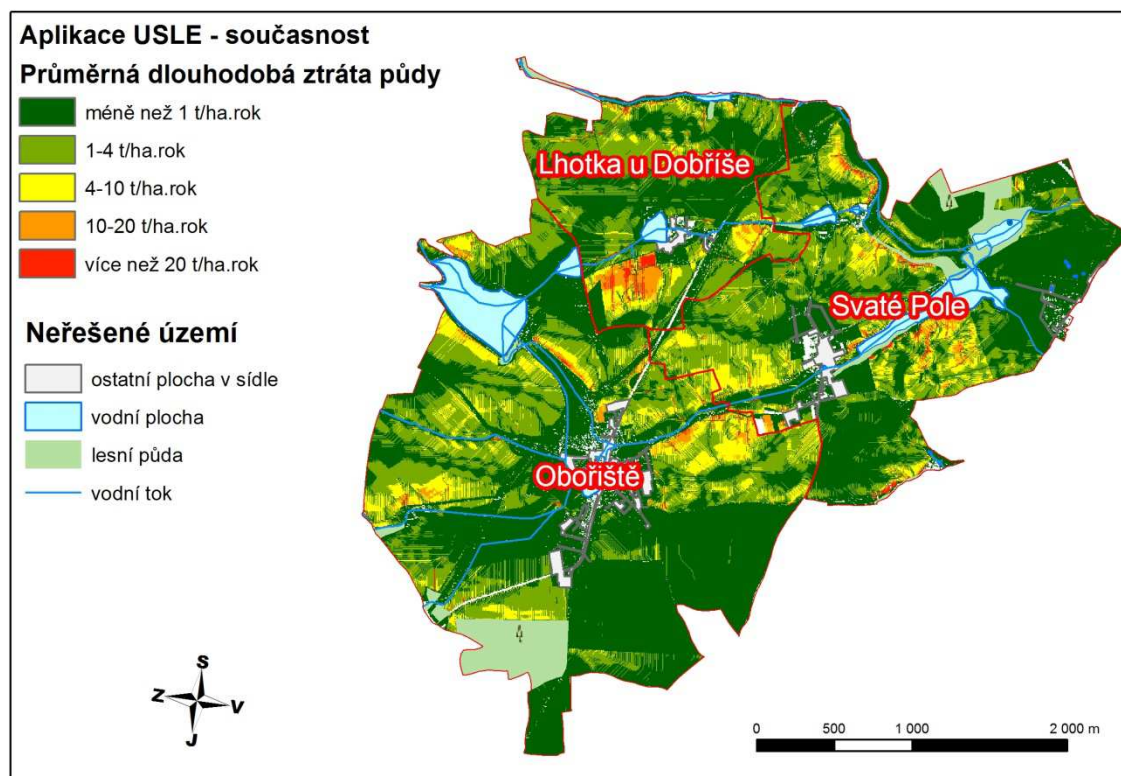 Aplikace USLE - současnost
Průměrná dlouhodobá ztráta půdy
méně než 1 t/ha.rok
1-4 t/ha.rok
4-10 t/ha.rok
10-20 t/ha.rok
více než 20 t/ha.rok
Neřešené území
ostatní plocha v sídle
vodní plocha
lesní půda
vodní tok
Lhotka u Dobříše
Svaté Pole
Obořiště
S
Z
V
J
0 500 1 000 2 000 m